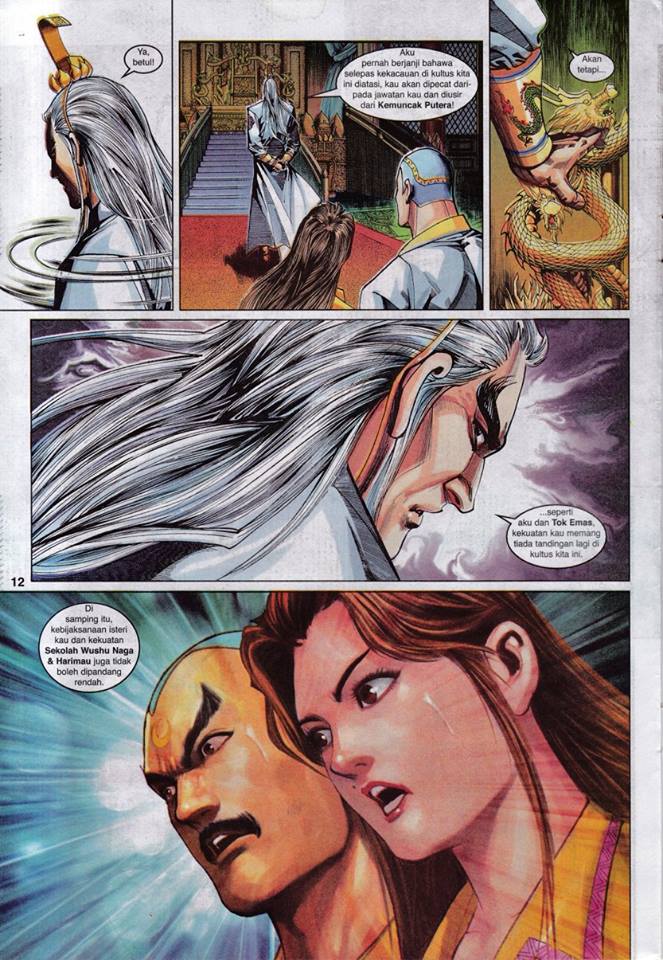 Ya,
betul!
Aku
pernah berjanji bahawa
selepas kekacauan di kultus kita
ini diatasi, kau akan dipecat dari-
pada jawatan kau dan diusir
dari Kemuncak Putera!
Akan
tetapi...
...seperti
aku dan Tok Emas,
kekuatan kau memang
tiada tandingan lagi di
kultus kita ini.
12
Di
samping itu,
kebijaksanaan isteri
kau dan kekuatan
Sekolah Wushu Naga
& Harimau juga tidak
boleh dipandang
rendah.